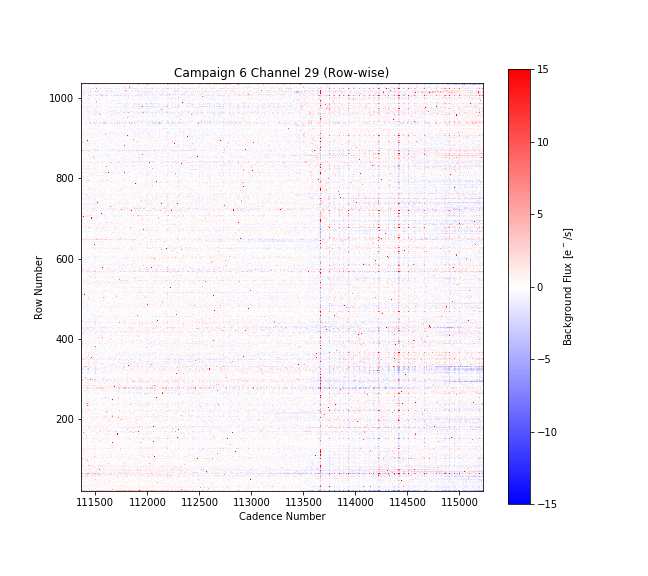 Campaign 6 Channel 29 (Row-wise)
1000
800
600
400
200
Row Number
111500 112000 112500 113000 113500 114000 114500 115000
Cadence Number
15
10
5
0
−5
−10
−15
Background Flux [e⁻/s]